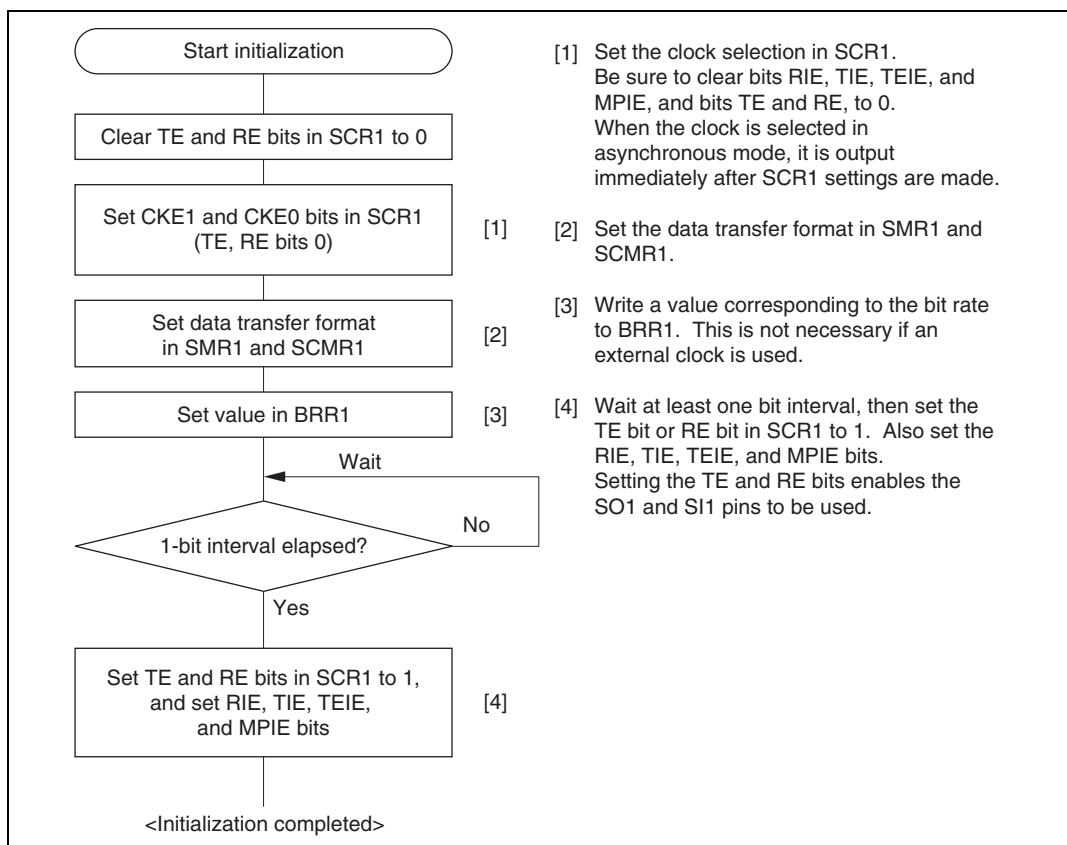 Start initialization
Clear TE and RE bits in SCR1 to 0
Set CKE1 and CKE0 bits in SCR1
(TE, RE bits 0)
[1]
Set data transfer format
in SMR1 and SCMR1
[2]
Set value in BRR1
[3]
Wait
1-bit interval elapsed?
No
Yes
Set TE and RE bits in SCR1 to 1,
and set RIE, TIE, TEIE,
and MPIE bits
[4]
<Initialization completed>
[1] Set the clock selection in SCR1.
Be sure to clear bits RIE, TIE, TEIE, and
MPIE, and bits TE and RE, to 0.
When the clock is selected in
asynchronous mode, it is output
immediately after SCR1 settings are made.
[2] Set the data transfer format in SMR1 and
SCMR1.
[3] Write a value corresponding to the bit rate
to BRR1. This is not necessary if an
external clock is used.
[4] Wait at least one bit interval, then set the
TE bit or RE bit in SCR1 to 1. Also set the
RIE, TIE, TEIE, and MPIE bits.
Setting the TE and RE bits enables the
SO1 and SI1 pins to be used.